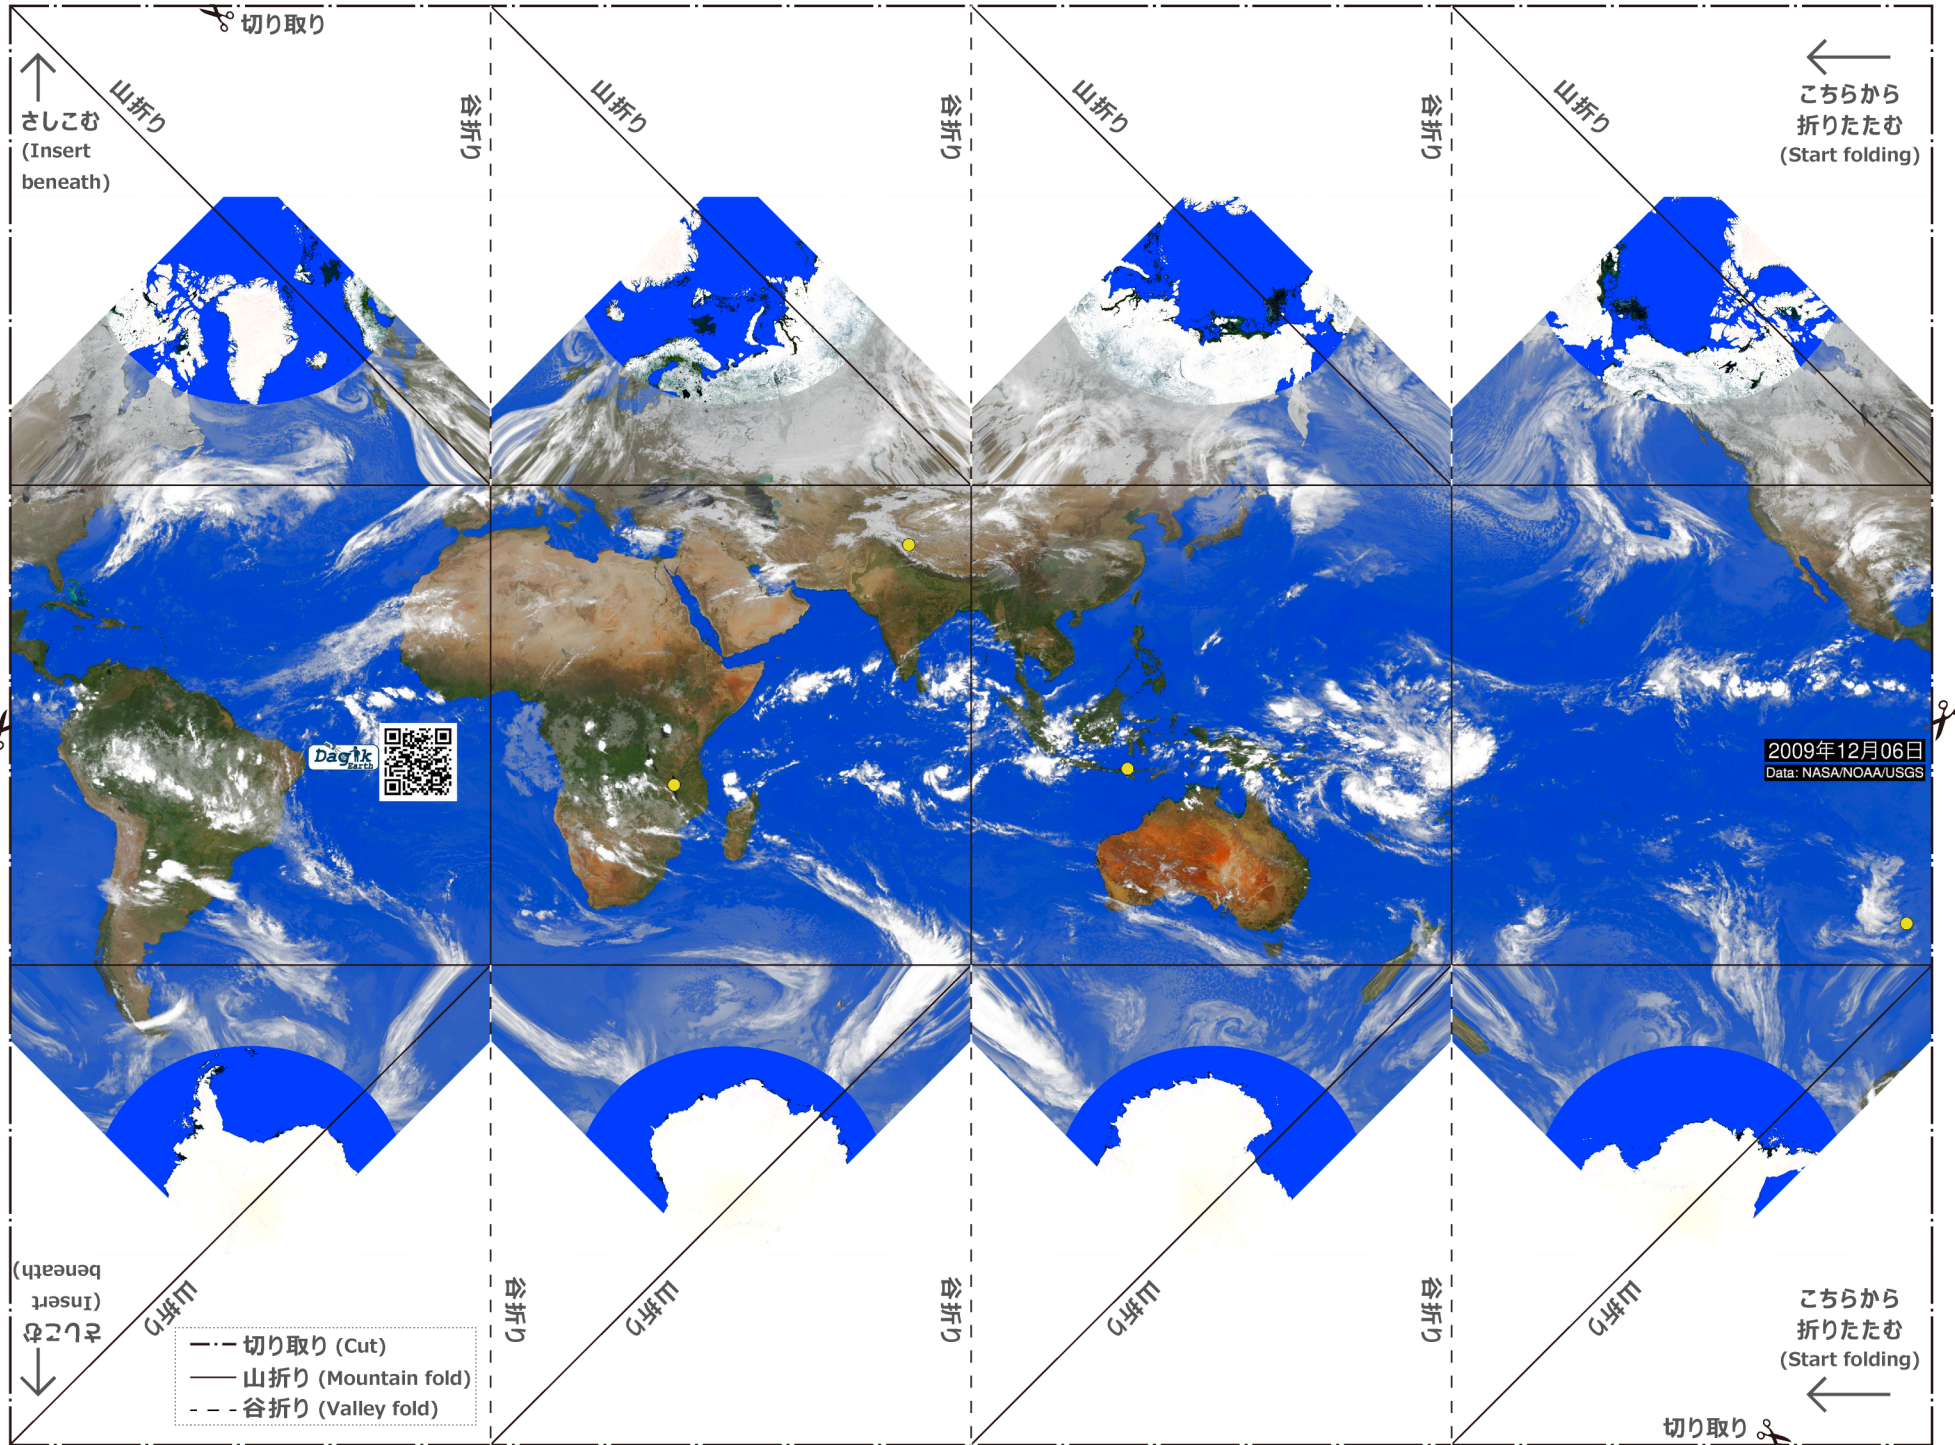 切り取り
さしこむ
(Insert
beneath)
山折り
谷折り
山折り
谷折り
山折り
谷折り
山折り
こちらから
折りたたむ
(Start folding)
Dagik
Earth
2009年12月06日
Data: NASA/NOAA/USGS
さしこむ
(Insert
beneath)
山折り
谷折り
山折り
谷折り
山折り
谷折り
山折り
こちらから
折りたたむ
(Start folding)
切り取り (Cut)
山折り (Mountain fold)
谷折り (Valley fold)
切り取り